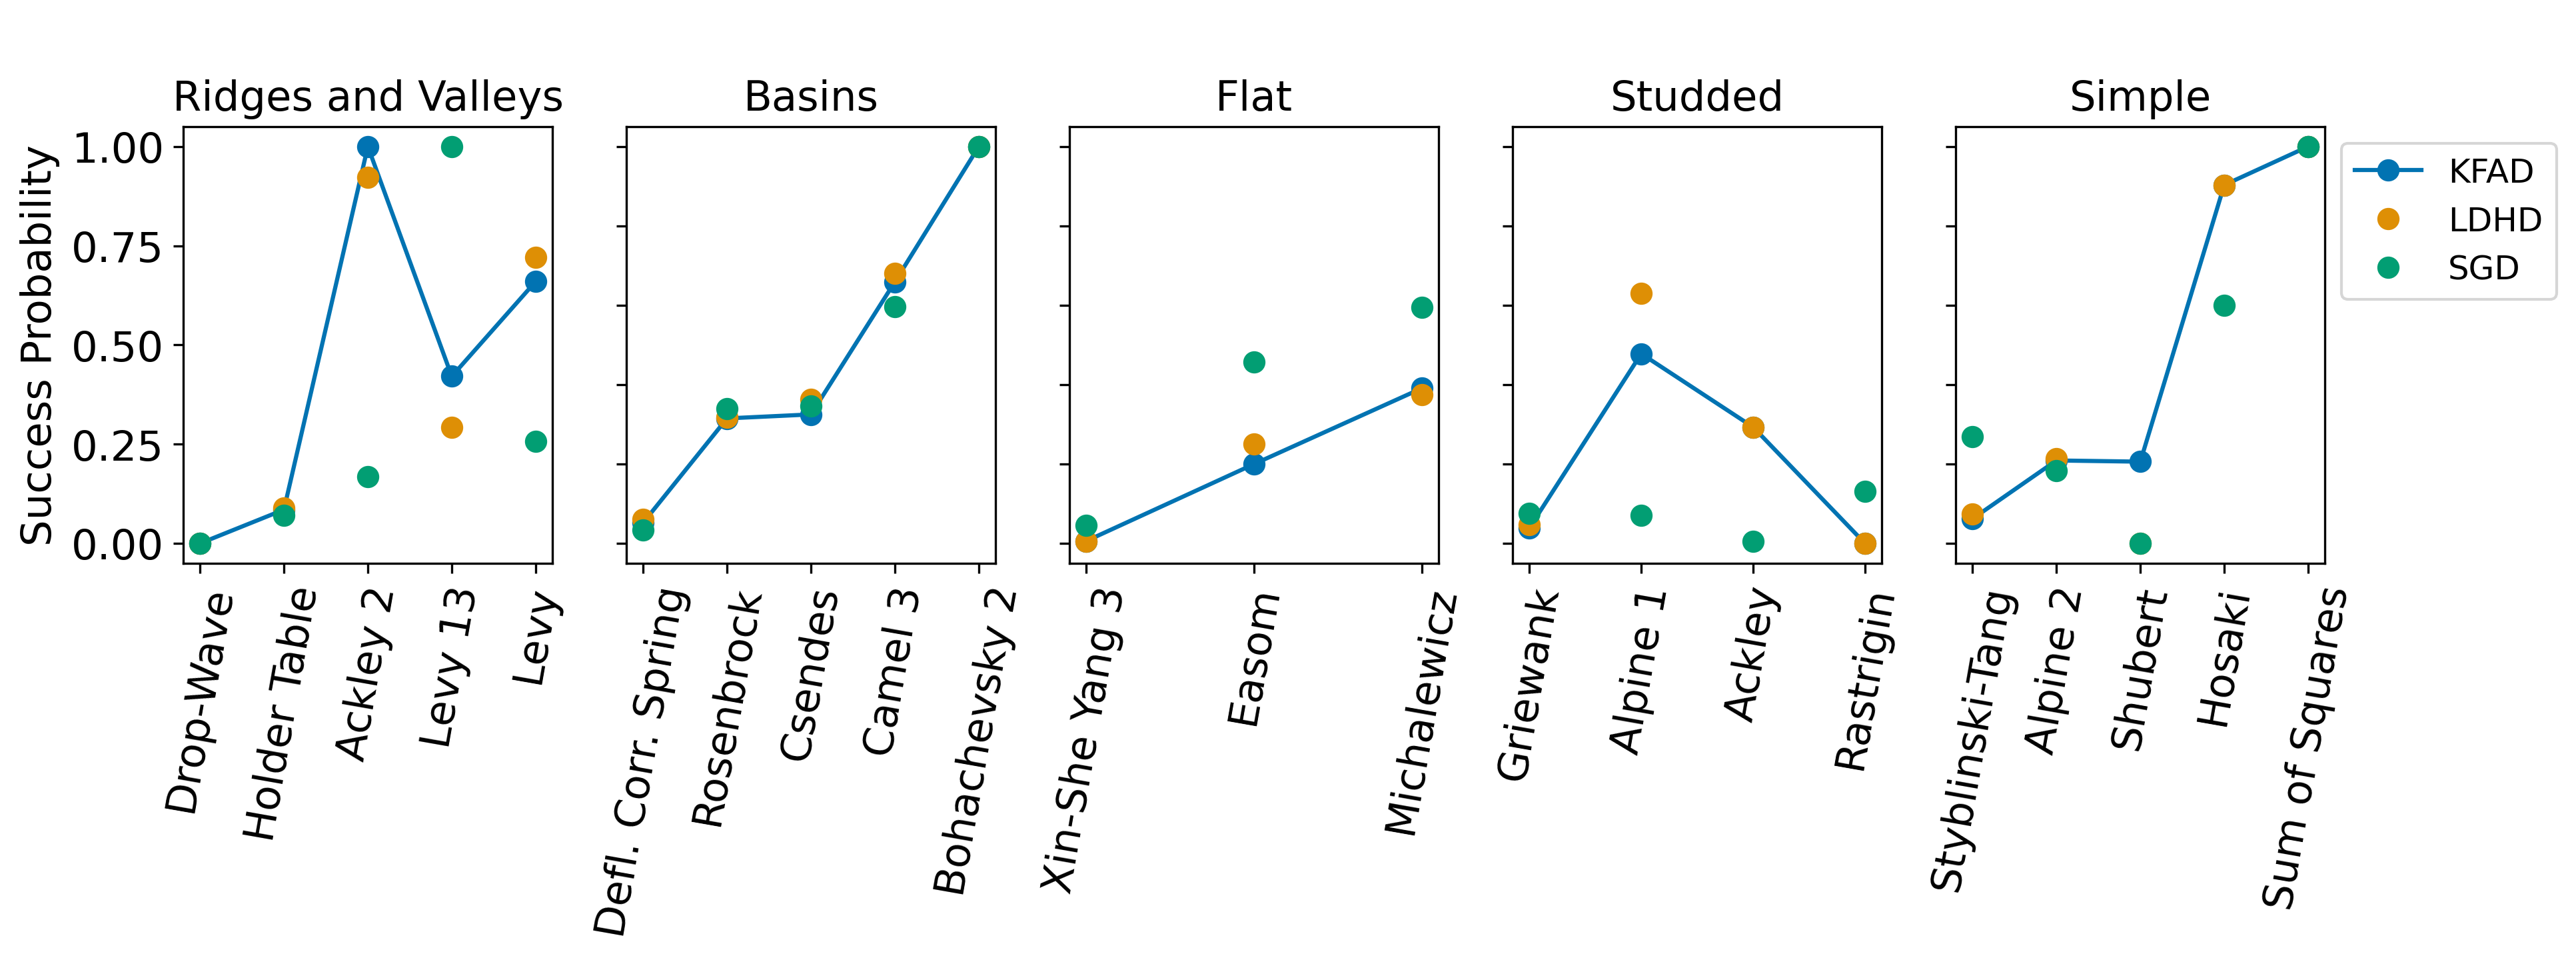 Ridges and Valleys
Basins
Flat
Studded
Simple
Success Probability
1.00
0.75
0.50
0.25
0.00
KFAD
LDHD
SGD
Drop-Wave
Holder Table
Ackley 2
Levy 13
Levy
Defl. Corr. Spring
Rosenbrock
Csendes
Camel 3
Bohachevsky 2
Xin-She Yang 3
Easom
Michalewicz
Griewank
Alpine 1
Ackley
Rastrigin
Styblinski-Tang
Alpine 2
Shubert
Hosaki
Sum of Squares